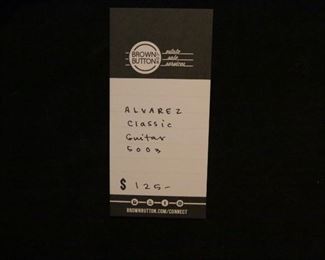 BROWN
BUTTON
estate
sale
services
ALVAREZ
Classic
Guitar
5003
$ 125-
BROWNBUTTON.COM/CONNECT